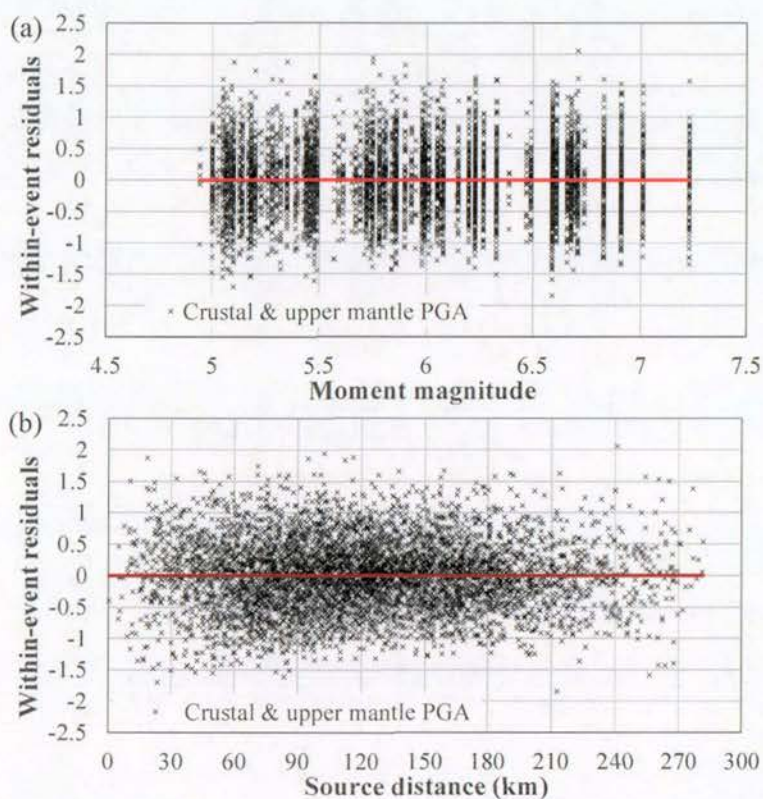 (a)
Within-event residuals
2.5
2
1.5
1
0.5
0
-0.5
-1
-1.5
-2
-2.5
× Crustal & upper mantle PGA
4.5 5 5.5 6 6.5 7 7.5
Moment magnitude
(b)
Within-event residuals
2.5
2
1.5
1
0.5
0
-0.5
-1
-1.5
-2
-2.5
× Crustal & upper mantle PGA
0 30 60 90 120 150 180 210 240 270 300
Source distance (km)